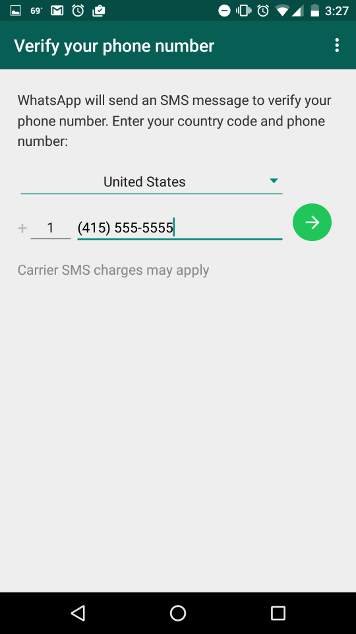 69° 3:27
Verify your phone number
WhatsApp will send an SMS message to verify your
phone number. Enter your country code and phone
number:
United States
+ 1 (415) 555-5555
Carrier SMS charges may apply